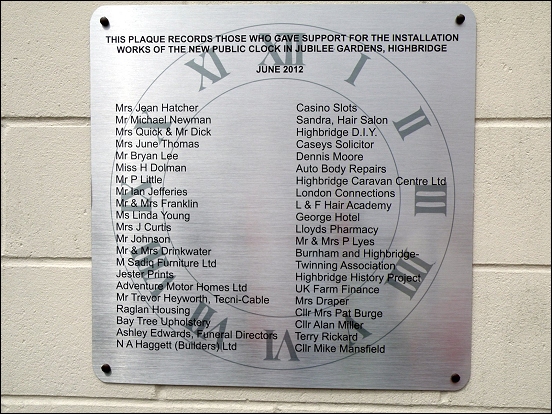 THIS PLAQUE RECORDS THOSE WHO GAVE SUPPORT FOR THE INSTALLATION
WORKS OF THE NEW PUBLIC CLOCK IN JUBILEE GARDENS, HIGHBRIDGE
JUNE 2012
Mrs Jean Hatcher
Mr Michael Newman
Mrs Quick & Mr Dick
Mrs June Thomas
Mr Bryan Lee
Miss H Dolman
Mr P Little
Mr Ian Jefferies
Mr & Mrs Franklin
Ms Linda Young
Mrs J Curtis
Mr Johnson
Mr & Mrs Drinkwater
M Sadiq Furniture Ltd
Jester Prints
Adventure Motor Homes Ltd
Mr Trevor Heyworth, Tecni-Cable
Raglan Housing
Bay Tree Upholstery
Ashley Edwards, Funeral Directors
N A Haggett (Builders) Ltd
Casino Slots
Sandra, Hair Salon
Highbridge D.I.Y.
Caseys Solicitor
Dennis Moore
Auto Body Repairs
Highbridge Caravan Centre Ltd
London Connections
L & F Hair Academy
George Hotel
Lloyds Pharmacy
Mr & Mrs P Lyes
Burnham and Highbridge-
Twinning Association
Highbridge History Project
UK Farm Finance
Mrs Draper
Cllr Mrs Pat Burge
Cllr Alan Miller
Terry Rickard
Cllr Mike Mansfield
XII
I
II
III
VI
XI